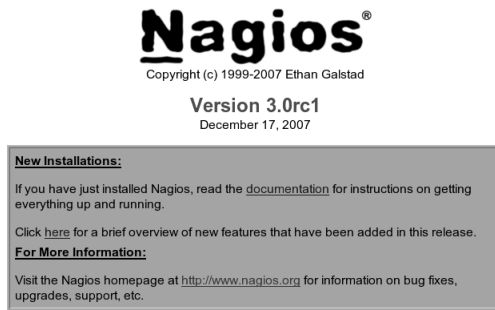 Nagios®
Copyright (c) 1999-2007 Ethan Galstad
Version 3.0rc1
December 17, 2007
New Installations:
If you have just installed Nagios, read the documentation for instructions on getting
everything up and running.
Click here for a brief overview of new features that have been added in this release.
For More Information:
Visit the Nagios homepage at http://www.nagios.org for information on bug fixes,
upgrades, support, etc.